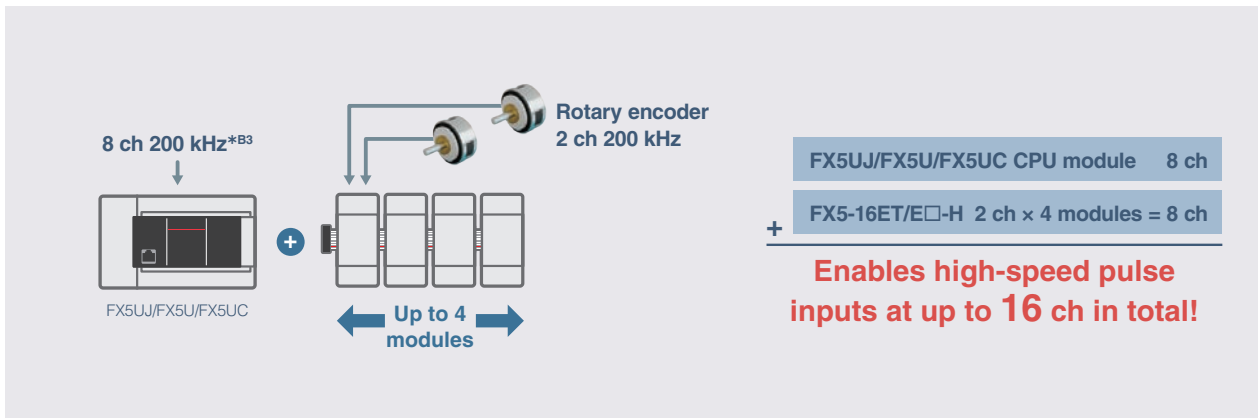 8 ch 200 kHz*B3
FX5UJ/FX5U/FX5UC
+
Rotary encoder
2 ch 200 kHz
Up to 4
modules
FX5UJ/FX5U/FX5UC CPU module 8 ch
+
FX5-16ET/E□-H 2 ch × 4 modules = 8 ch
Enables high-speed pulse
inputs at up to 16 ch in total!